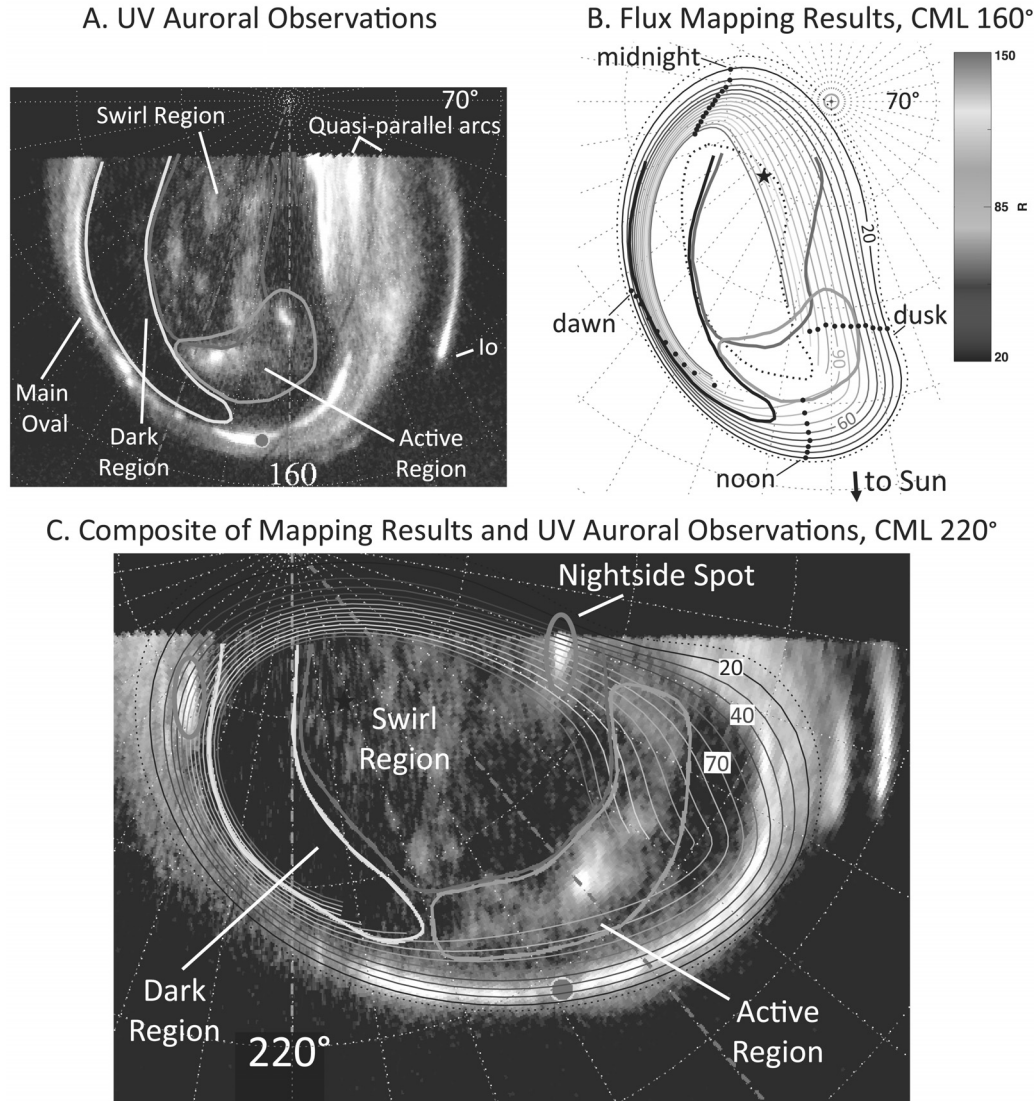 A. UV Auroral Observations
70°
Swirl Region
Quasi-parallel arcs
Io
Main
Oval
Dark
Region
Active
Region
160
B. Flux Mapping Results, CML 160°
midnight
70°
150
85
R
20
20
dawn
dusk
90
60
noon
to Sun
C. Composite of Mapping Results and UV Auroral Observations, CML 220°
Nightside Spot
20
40
70
Swirl
Region
Dark
Region
Active
Region
220°